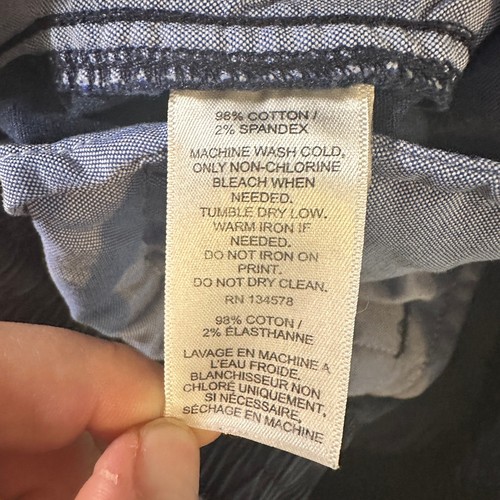 98% COTTON /
2% SPANDEX
MACHINE WASH COLD,
ONLY NON-CHLORINE
BLEACH WHEN
NEEDED.
TUMBLE DRY LOW.
WARM IRON IF
NEEDED.
DO NOT IRON ON
PRINT.
DO NOT DRY CLEAN.
RN 134578
98% COTON /
2% ÉLASTHANNE
LAVAGE EN MACHINE À
L'EAU FROIDE,
BLANCHISSEUR NON
CHLORÉ UNIQUEMENT,
SI NÉCESSAIRE,
SÉCHAGE EN MACHINE